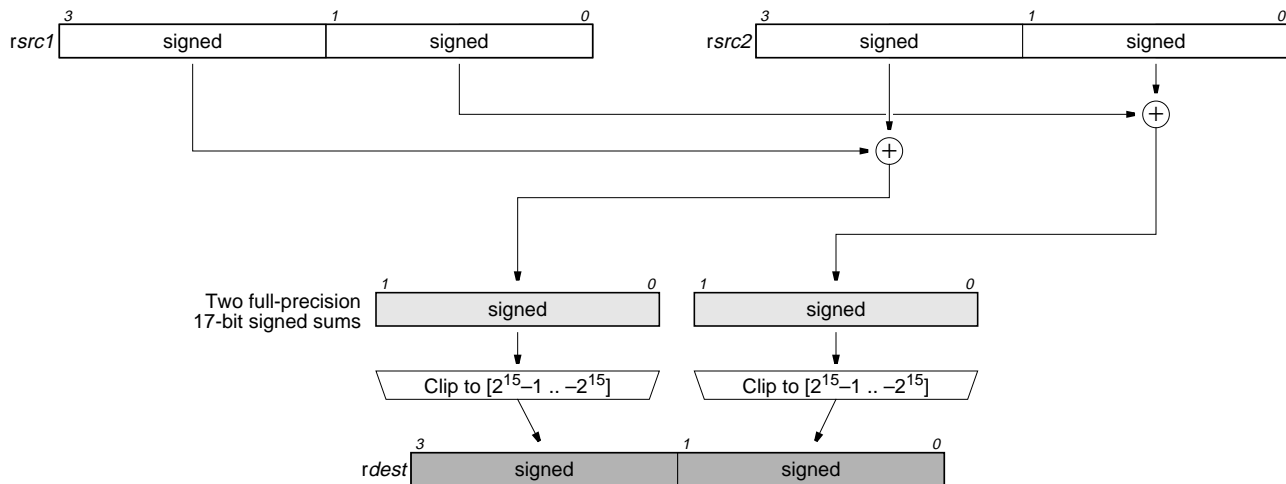 3 1 0 3 1 0
rsrc1 signed signed rsrc2 signed signed
+
+
1 0 1 0
Two full-precision
17-bit signed sums signed signed
Clip to [2¹⁵–1 .. –2¹⁵] Clip to [2¹⁵–1 .. –2¹⁵]
3 1 0
rdest signed signed